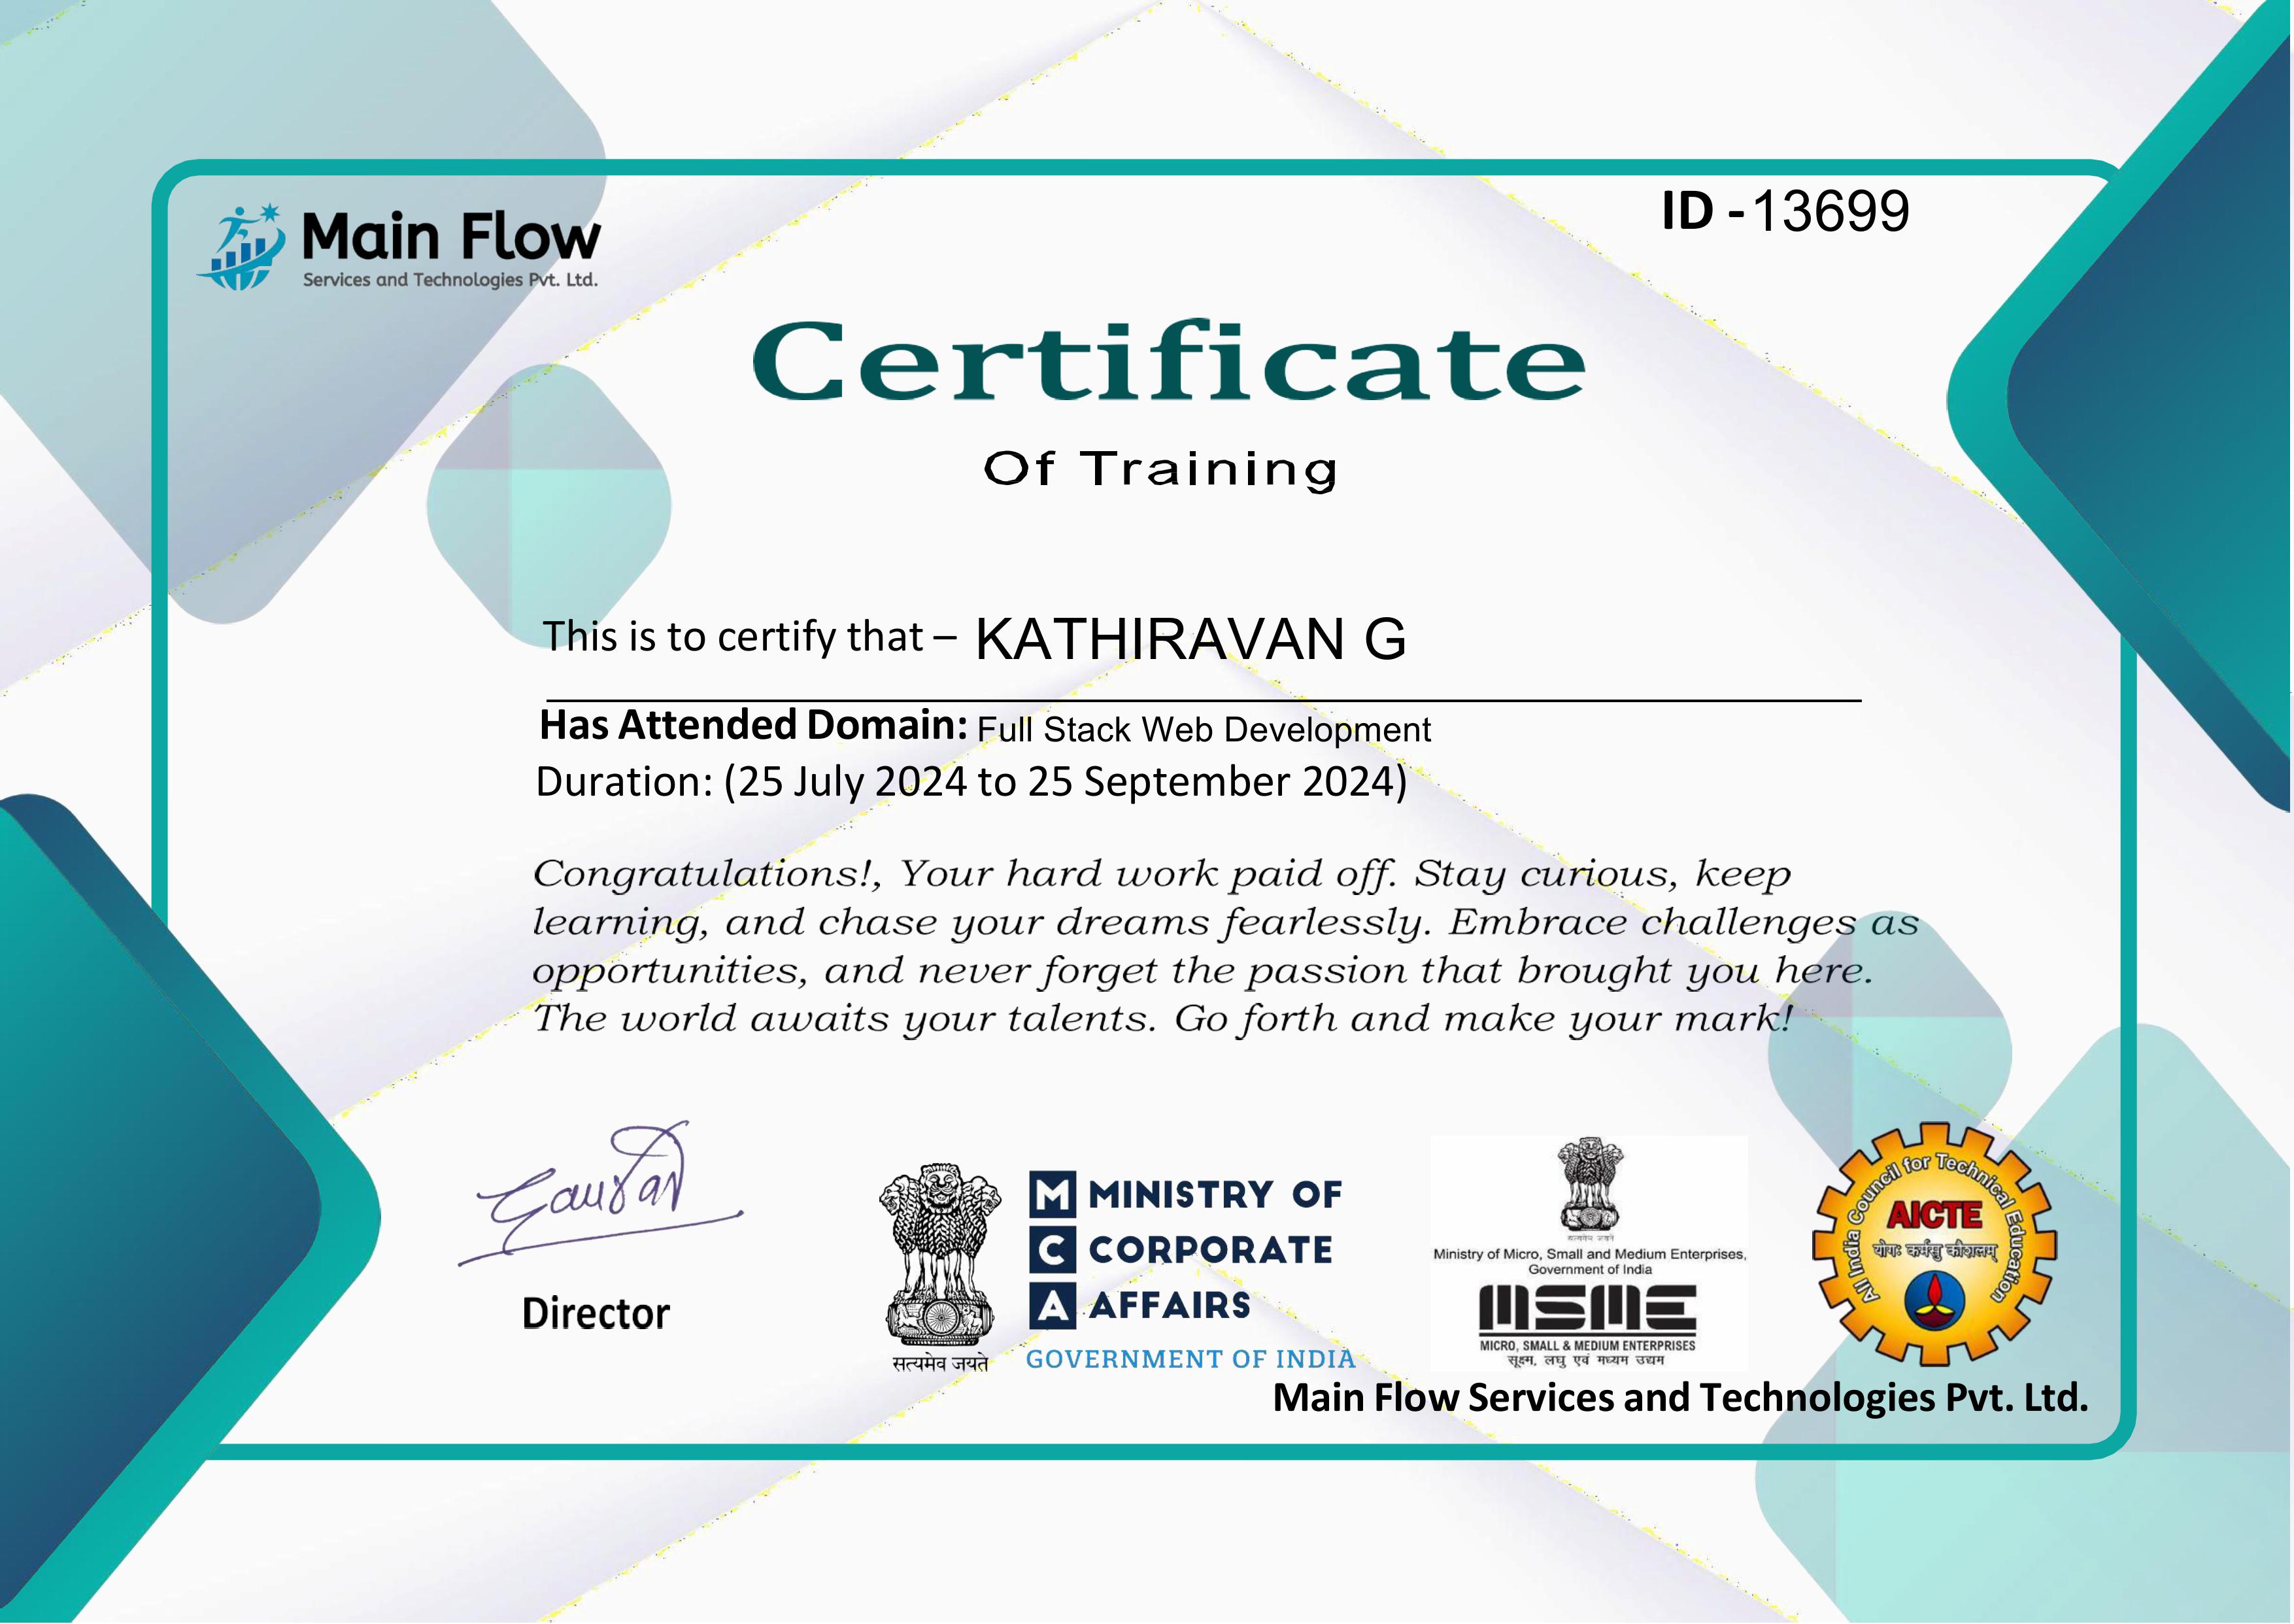 Main Flow
Services and Technologies Pvt. Ltd.
ID -13699
Certificate
Of Training
This is to certify that – KATHIRAVAN G
Has Attended Domain: Full Stack Web Development
Duration: (25 July 2024 to 25 September 2024)
Congratulations!, Your hard work paid off. Stay curious, keep
learning, and chase your dreams fearlessly. Embrace challenges as
opportunities, and never forget the passion that brought you here.
The world awaits your talents. Go forth and make your mark!
Director
सत्यमेव जयते
M MINISTRY OF
C CORPORATE
A AFFAIRS
GOVERNMENT OF INDIA
सत्यमेव जयते
Ministry of Micro, Small and Medium Enterprises,
Government of India
MSME
MICRO, SMALL & MEDIUM ENTERPRISES
सूक्ष्म, लघु एवं मध्यम उद्यम
All India Council for Technical Education
AICTE
योगः कर्मसु कौशलम्
Main Flow Services and Technologies Pvt. Ltd.